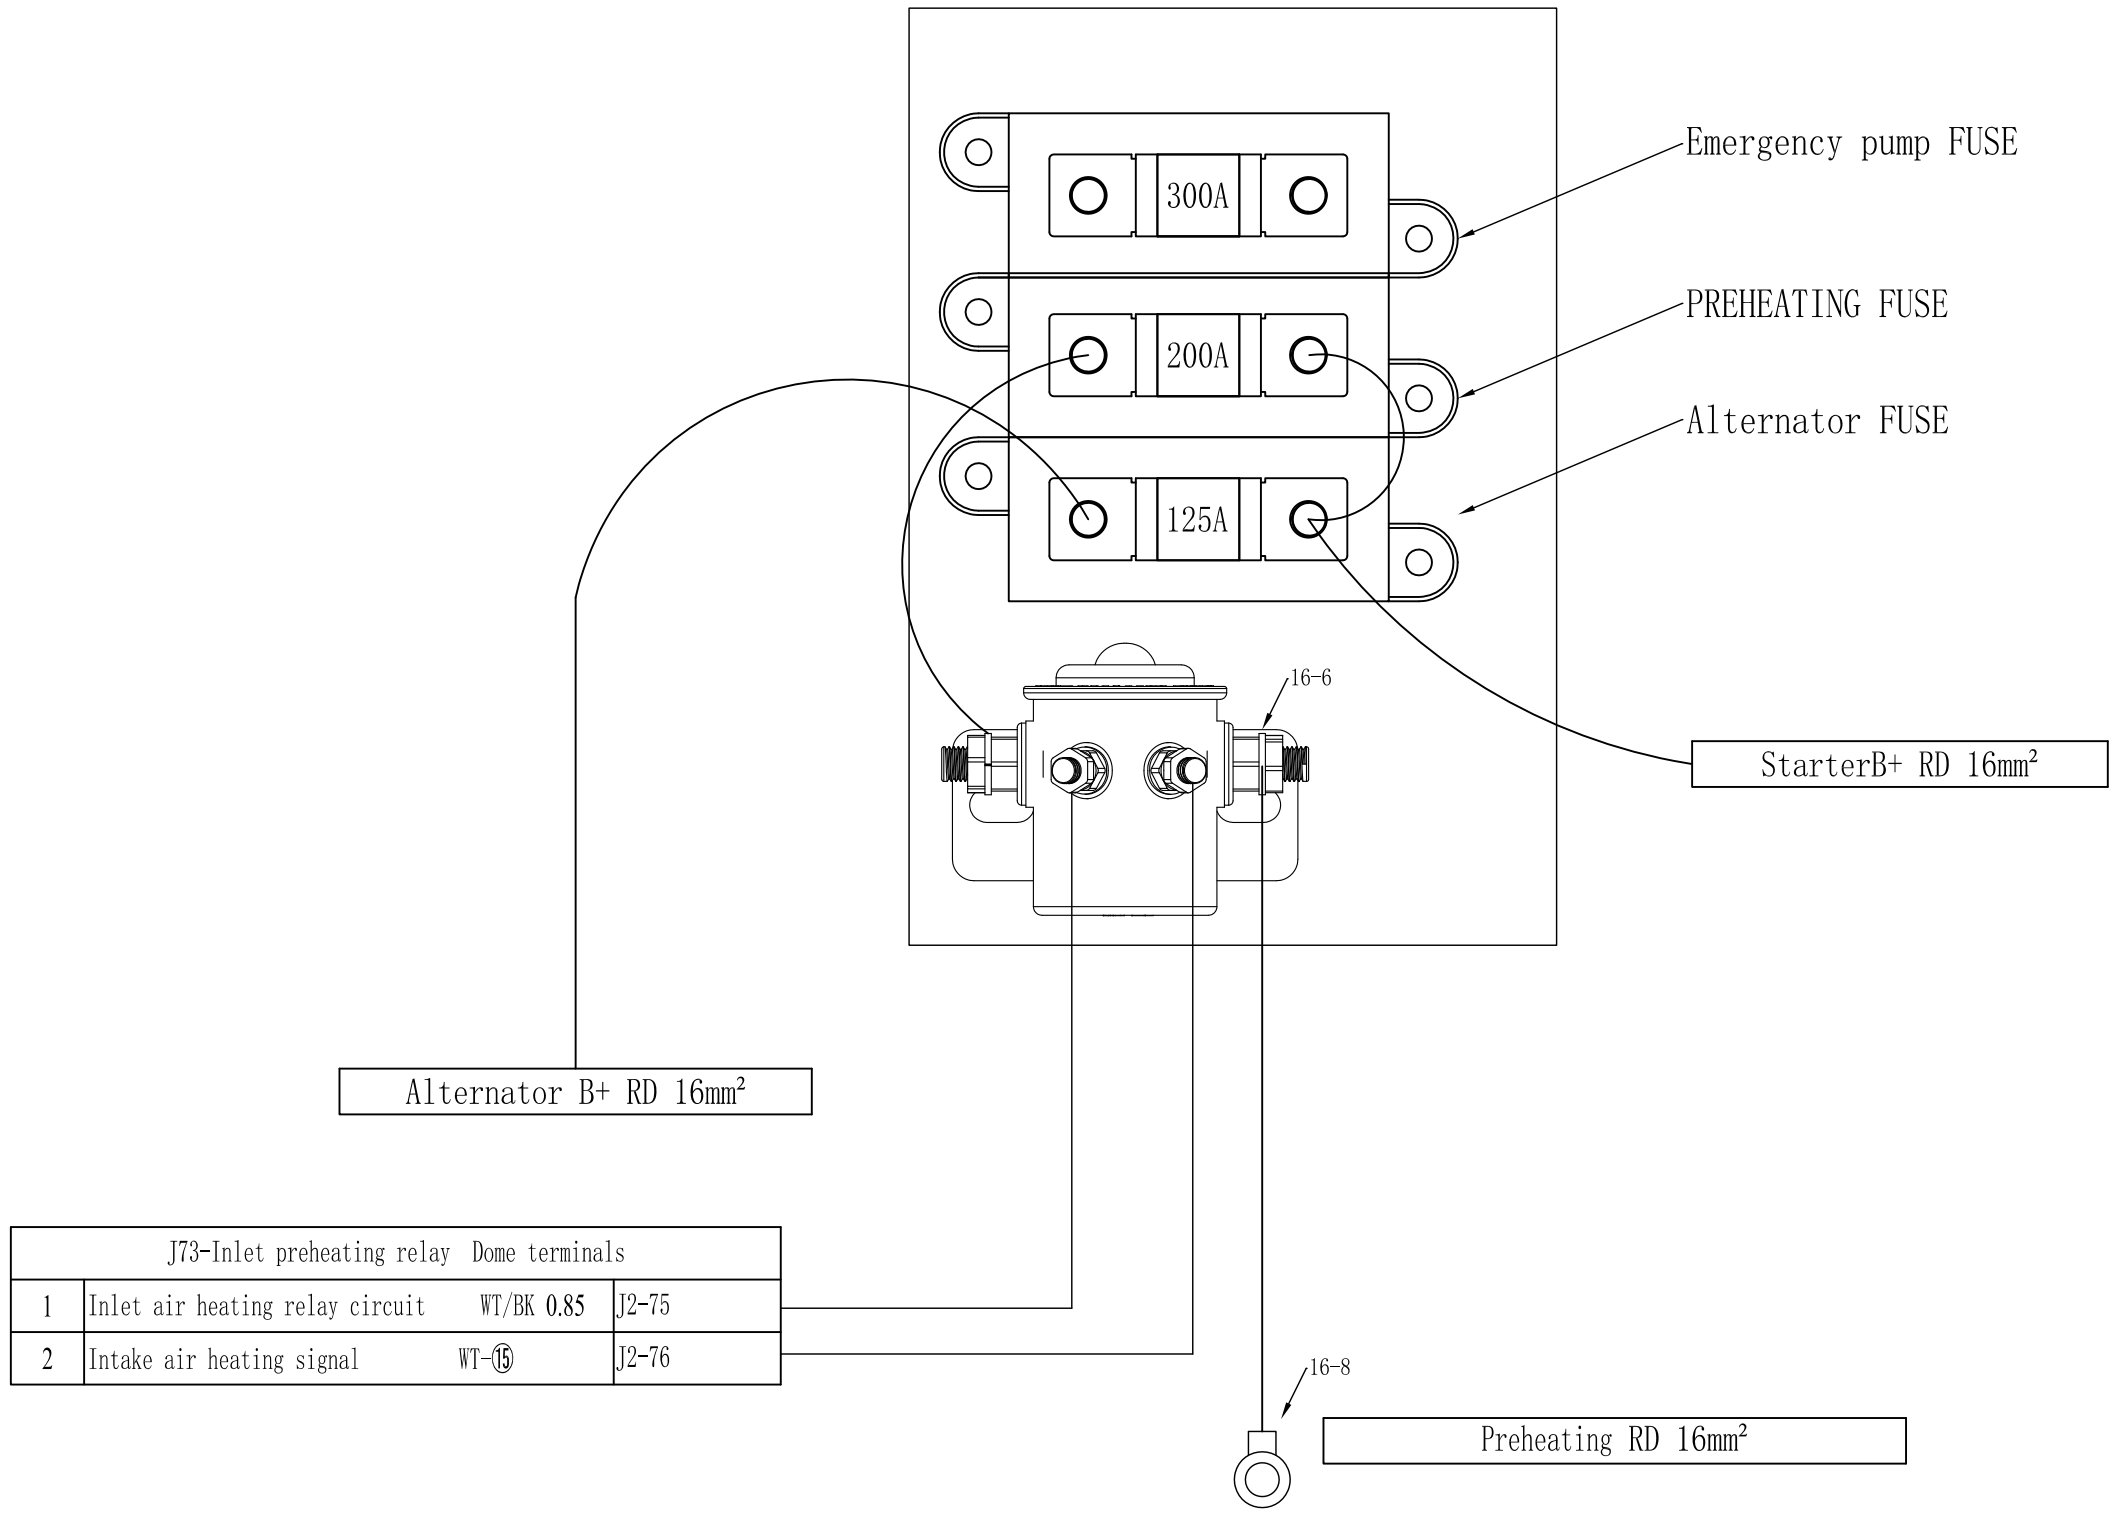 Emergency pump FUSE
300A
PREHEATING FUSE
200A
Alternator FUSE
125A
16-6
StarterB+ RD 16mm²
Alternator B+ RD 16mm²
J73-Inlet preheating relay Dome terminals
1 Inlet air heating relay circuit WT/BK 0.85 J2-75
2 Intake air heating signal WT-⑮ J2-76
16-8
Preheating RD 16mm²